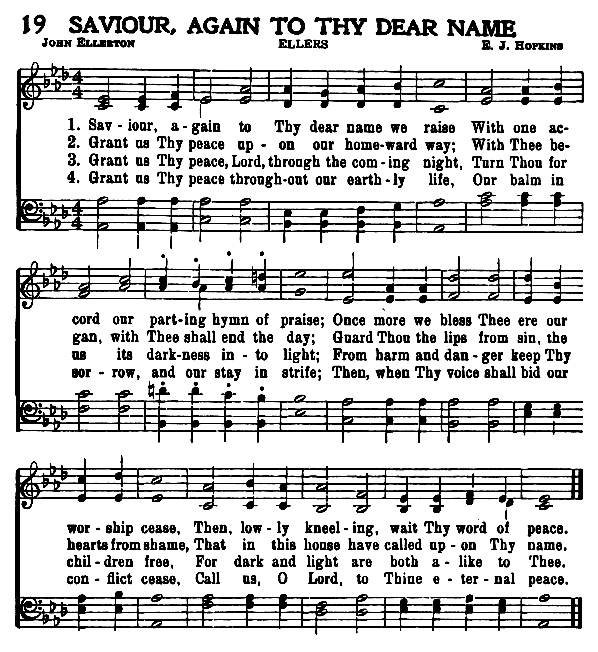 19 SAVIOUR, AGAIN TO THY DEAR NAME
JOHN ELLERTON ELLERS E. J. HOPKINS
4
4
1. Sav - iour, a - gain to Thy dear name we raise With one ac-
2. Grant us Thy peace up - on our home-ward way; With Thee be-
3. Grant us Thy peace, Lord, through the com - ing night, Turn Thou for
4. Grant us Thy peace through-out our earth - ly life, Our balm in
4
4
cord our part-ing hymn of praise; Once more we bless Thee ere our
gan, with Thee shall end the day; Guard Thou the lips from sin, the
us its dark-ness in - to light; From harm and dan - ger keep Thy
sor - row, and our stay in strife; Then, when Thy voice shall bid our
wor - ship cease, Then, low - ly kneel - ing, wait Thy word of peace.
hearts from shame, That in this house have called up - on Thy name.
chil - dren free, For dark and light are both a - like to Thee.
con - flict cease, Call us, O Lord, to Thine e - ter - nal peace.